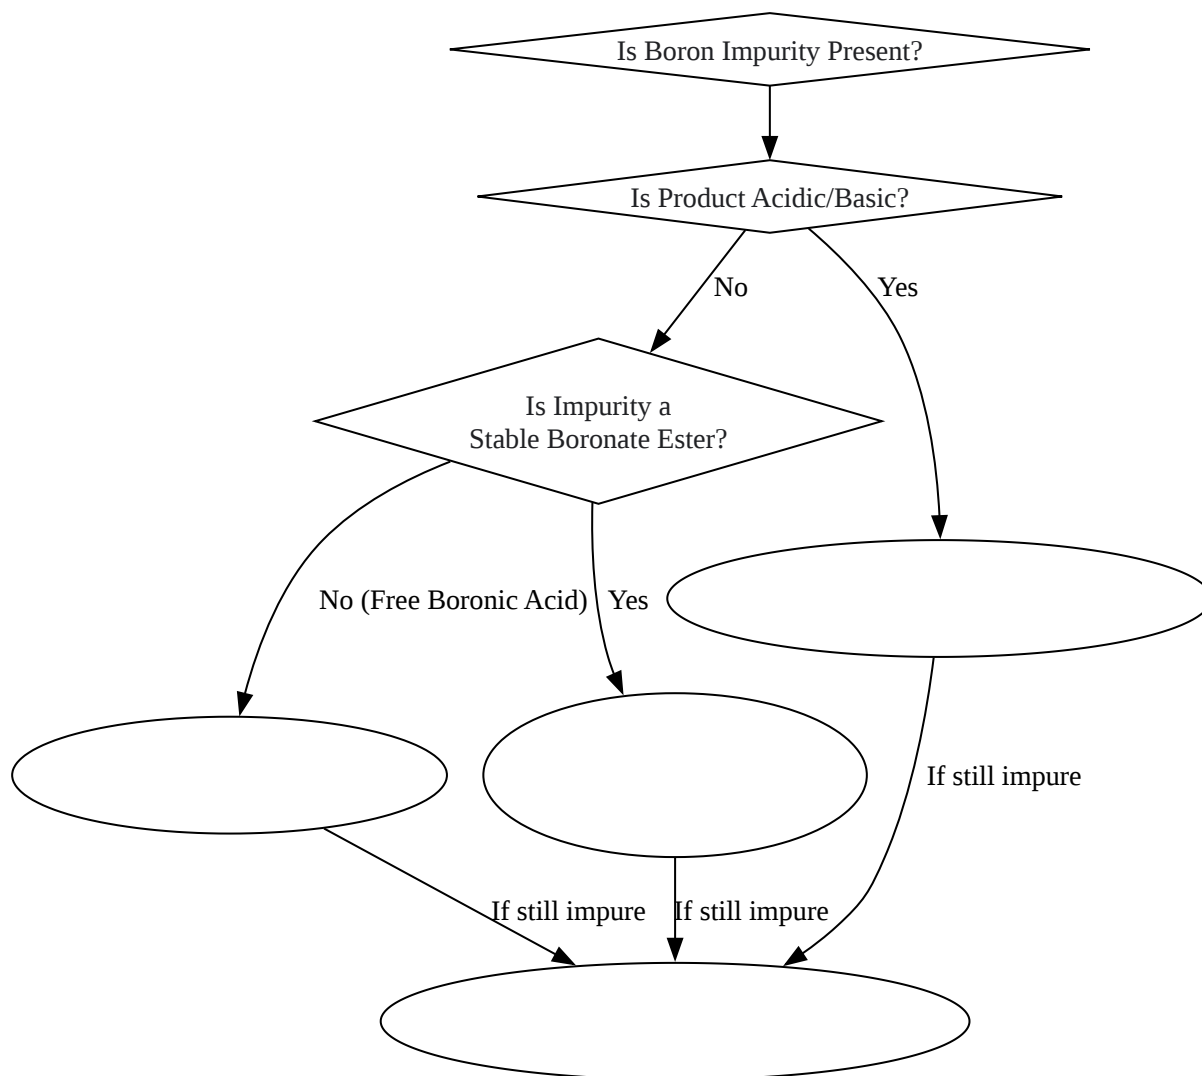 Is Boron Impurity Present?
Is Product Acidic/Basic?
No
Yes
Is Impurity a
Stable Boronate Ester?
No (Free Boronic Acid)
Yes
If still impure
If still impure
If still impure